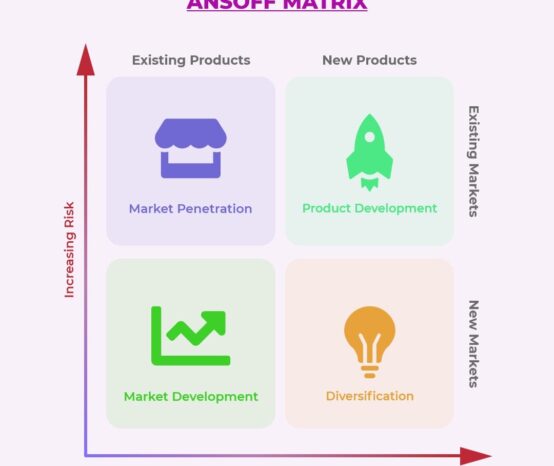 ANSOFF MATRIX
Existing Products
New Products
Market Penetration
Product Development
Existing Markets
Increasing Risk
Market Development
Diversification
New Markets